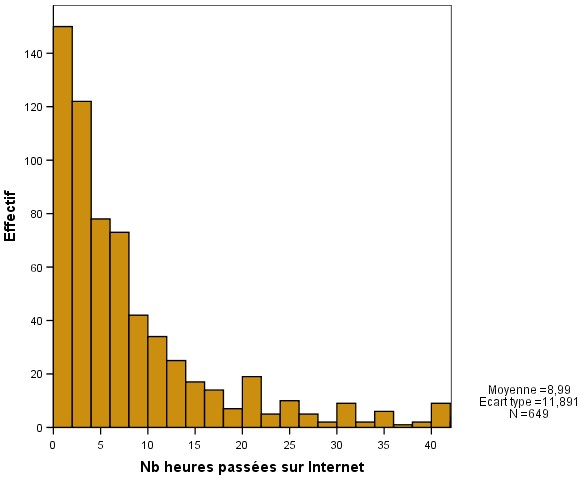 Effectif
140
120
100
80
60
40
20
0
0 5 10 15 20 25 30 35 40
Nb heures passées sur Internet
Moyenne =8,99
Ecart type =11,891
N =649